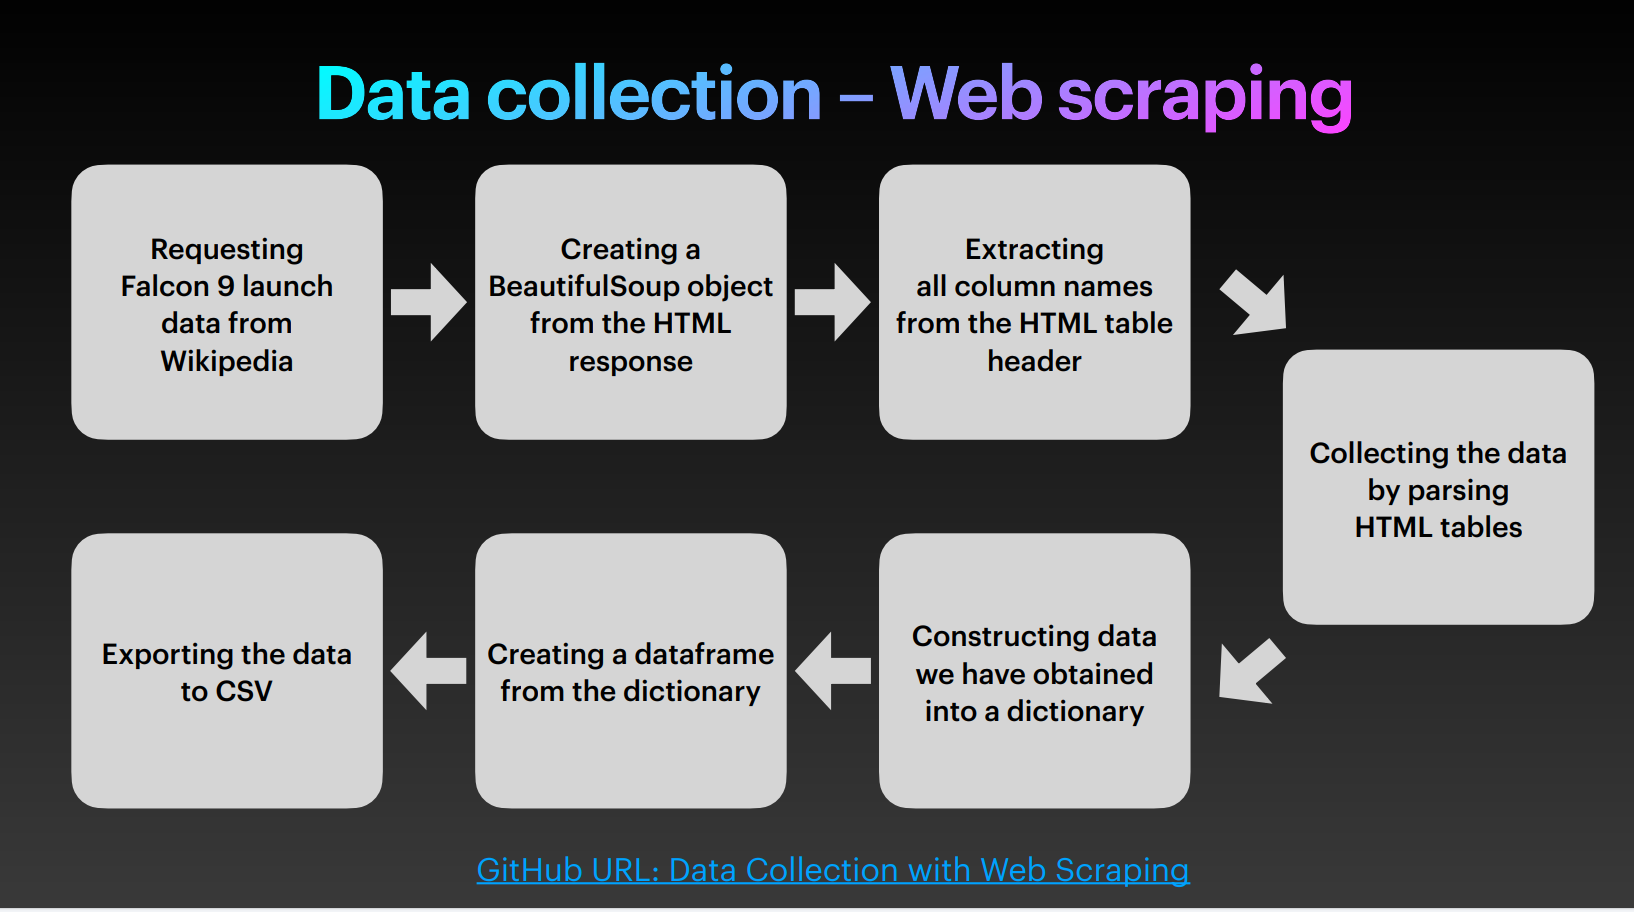 Data collection – Web scraping
Requesting
Falcon 9 launch
data from
Wikipedia
Creating a
BeautifulSoup object
from the HTML
response
Extracting
all column names
from the HTML table
header
Collecting the data
by parsing
HTML tables
Constructing data
we have obtained
into a dictionary
Creating a dataframe
from the dictionary
Exporting the data
to CSV
GitHub URL: Data Collection with Web Scraping